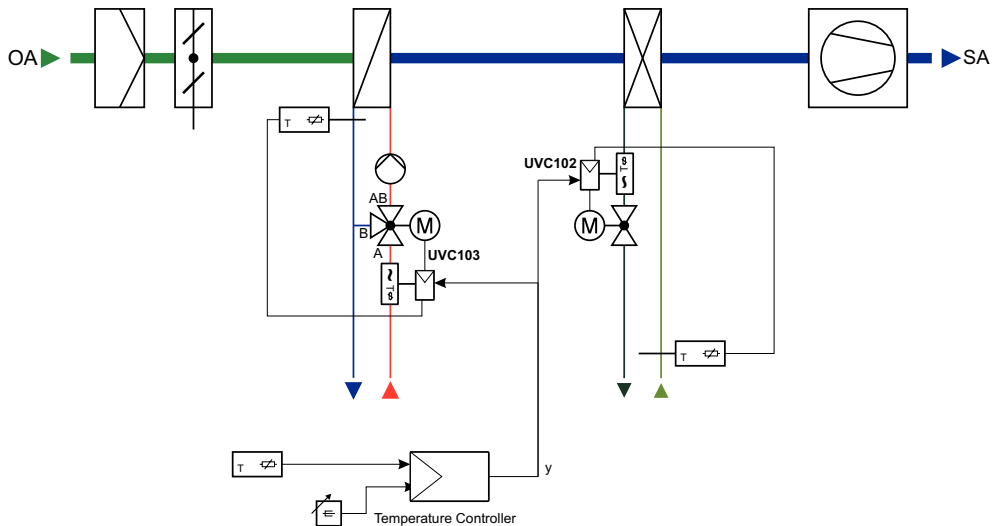 OA
SA
T
UVC102
T
AB
M
B
M
A
UVC103
T
T
T
y
Temperature Controller